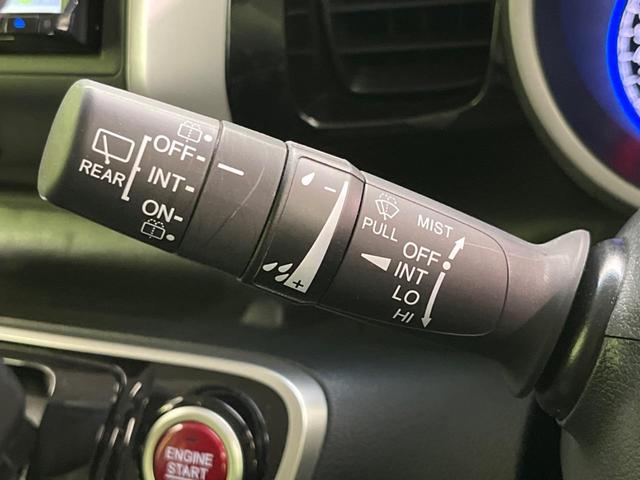 REAR
OFF
INT
ON
-
+
PULL
MIST
OFF
INT
LO
HI
ENGINE
START